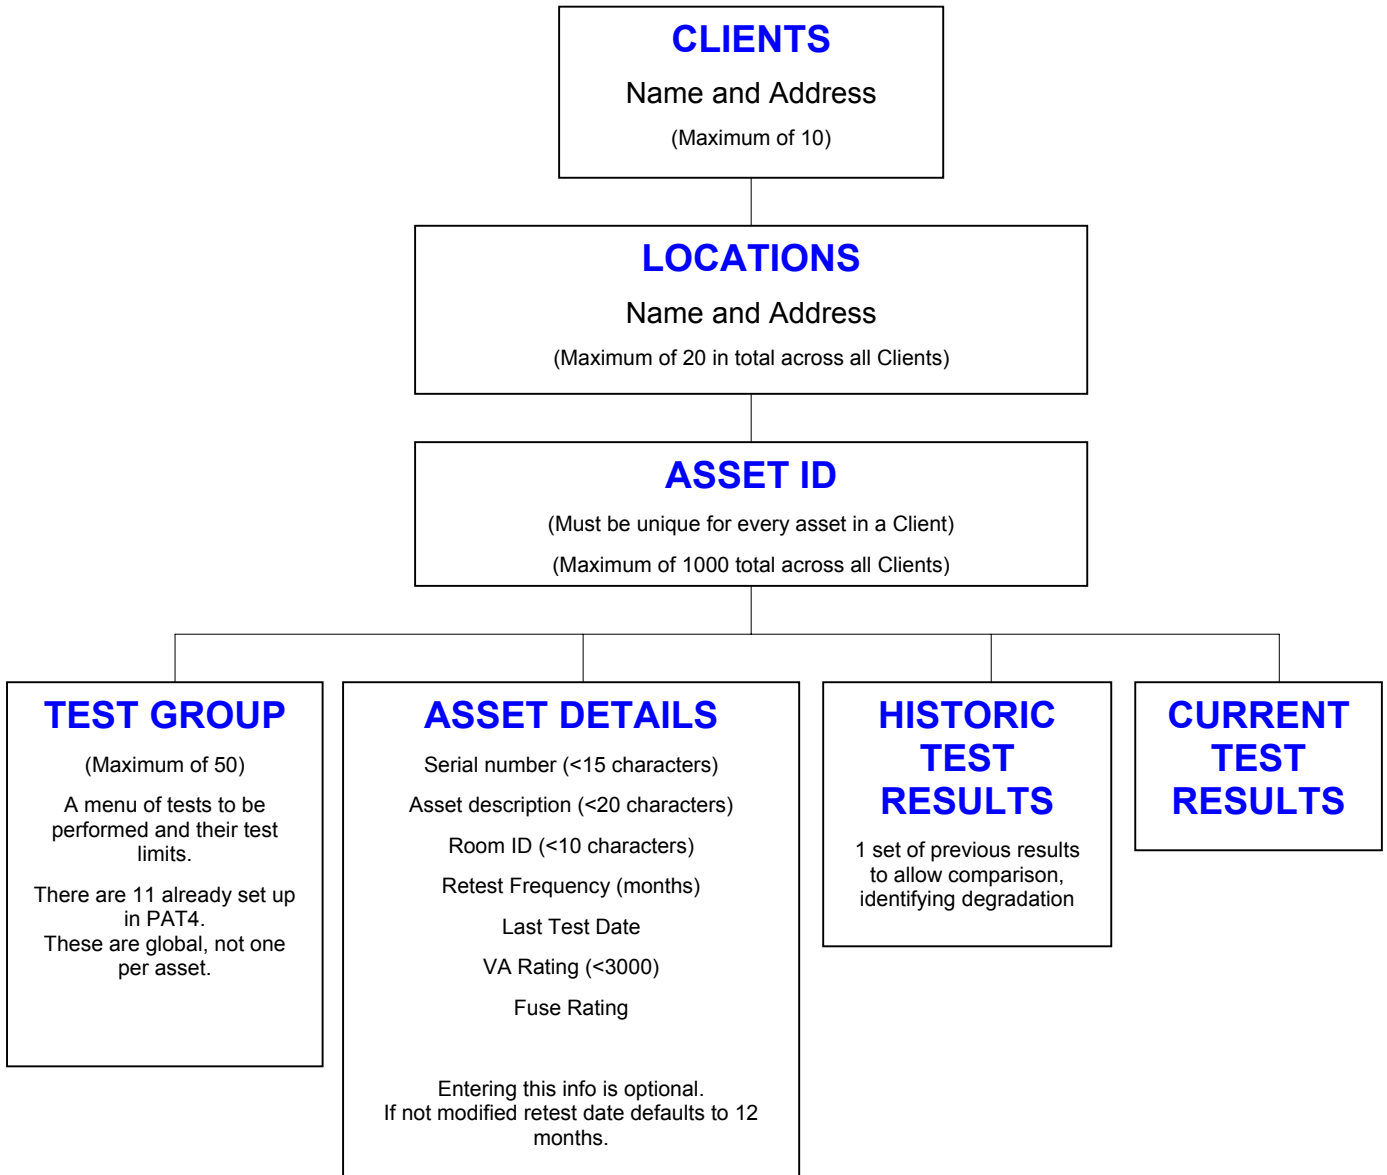 CLIENTS
Name and Address
(Maximum of 10)
LOCATIONS
Name and Address
(Maximum of 20 in total across all Clients)
ASSET ID
(Must be unique for every asset in a Client)
(Maximum of 1000 total across all Clients)
TEST GROUP
(Maximum of 50)
A menu of tests to be
performed and their test
limits.
There are 11 already set up
in PAT4.
These are global, not one
per asset.
ASSET DETAILS
Serial number (<15 characters)
Asset description (<20 characters)
Room ID (<10 characters)
Retest Frequency (months)
Last Test Date
VA Rating (<3000)
Fuse Rating
Entering this info is optional.
If not modified retest date defaults to 12
months.
HISTORIC
TEST
RESULTS
1 set of previous results
to allow comparison,
identifying degradation
CURRENT
TEST
RESULTS